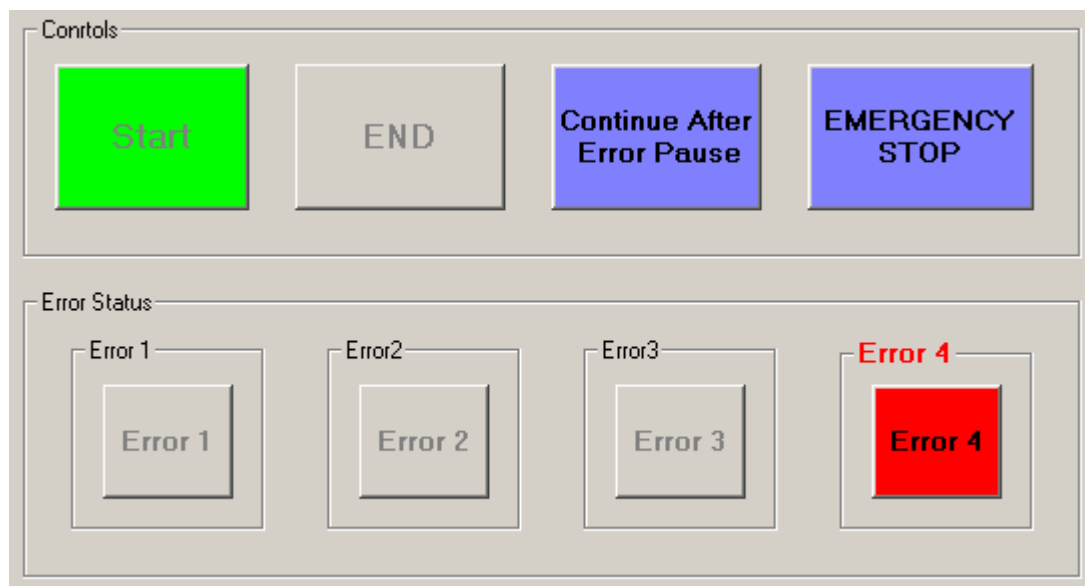 Conrtols
Start
END
Continue After
Error Pause
EMERGENCY
STOP
Error Status
Error 1
Error2
Error3
Error 4
Error 1
Error 2
Error 3
Error 4